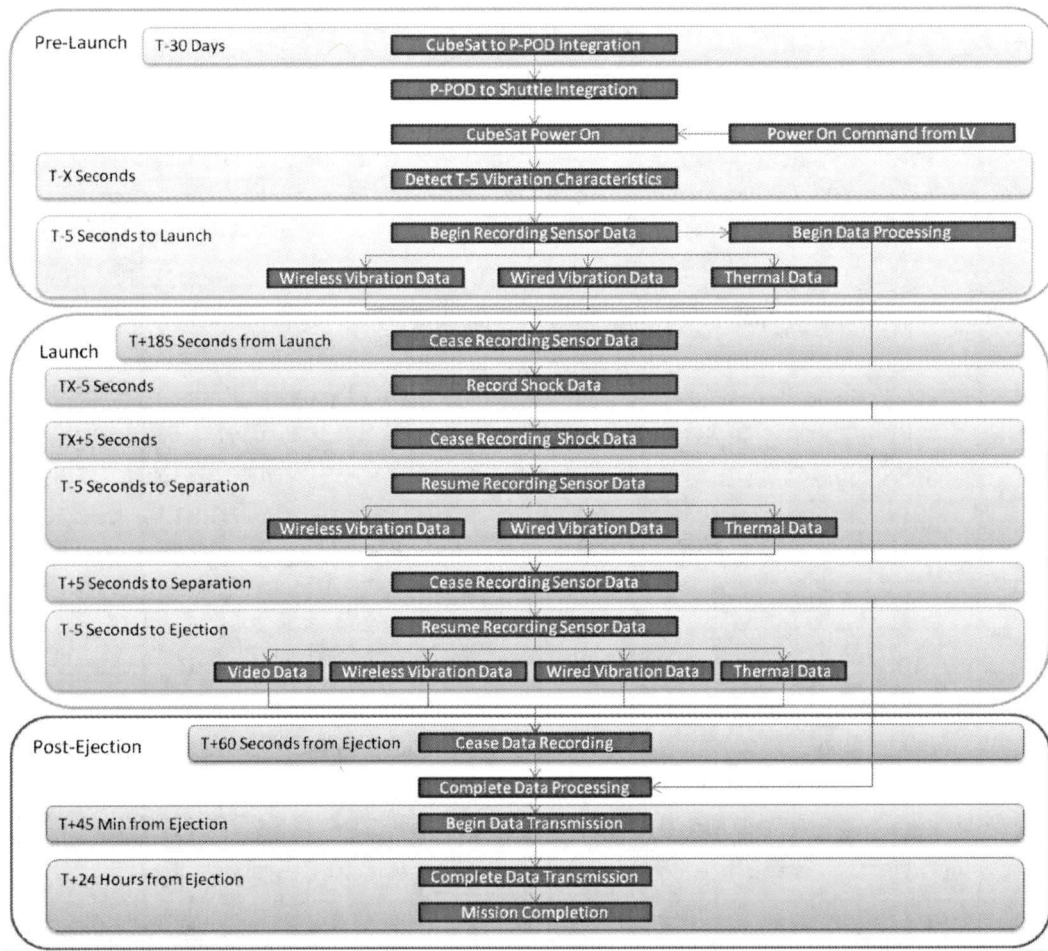 Pre-Launch
T-30 Days
CubeSat to P-POD Integration
P-POD to Shuttle Integration
CubeSat Power On
Power On Command from LV
T-X Seconds
Detect T-5 Vibration Characteristics
T-5 Seconds to Launch
Begin Recording Sensor Data
Begin Data Processing
Wireless Vibration Data
Wired Vibration Data
Thermal Data
Launch
T+185 Seconds from Launch
Cease Recording Sensor Data
TX-5 Seconds
Record Shock Data
TX+5 Seconds
Cease Recording Shock Data
T-5 Seconds to Separation
Resume Recording Sensor Data
Wireless Vibration Data
Wired Vibration Data
Thermal Data
T+5 Seconds to Separation
Cease Recording Sensor Data
T-5 Seconds to Ejection
Resume Recording Sensor Data
Video Data
Wireless Vibration Data
Wired Vibration Data
Thermal Data
Post-Ejection
T+60 Seconds from Ejection
Cease Data Recording
Complete Data Processing
T+45 Min from Ejection
Begin Data Transmission
T+24 Hours from Ejection
Complete Data Transmission
Mission Completion